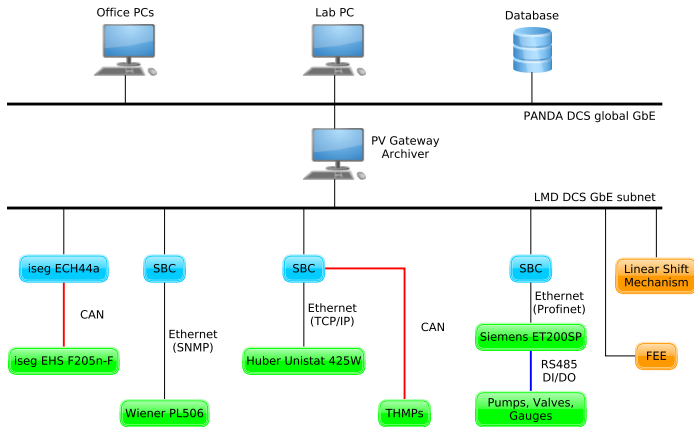 Office PCs
Lab PC
Database
PANDA DCS global GbE
PV Gateway
Archiver
LMD DCS GbE subnet
iseg ECH44a
SBC
SBC
SBC
Linear Shift
Mechanism
CAN
Ethernet
(SNMP)
Ethernet
(TCP/IP)
CAN
Ethernet
(Profinet)
Siemens ET200SP
iseg EHS F205n-F
Huber Unistat 425W
FEE
RS485
DI/DO
Wiener PL506
THMPs
Pumps, Valves,
Gauges